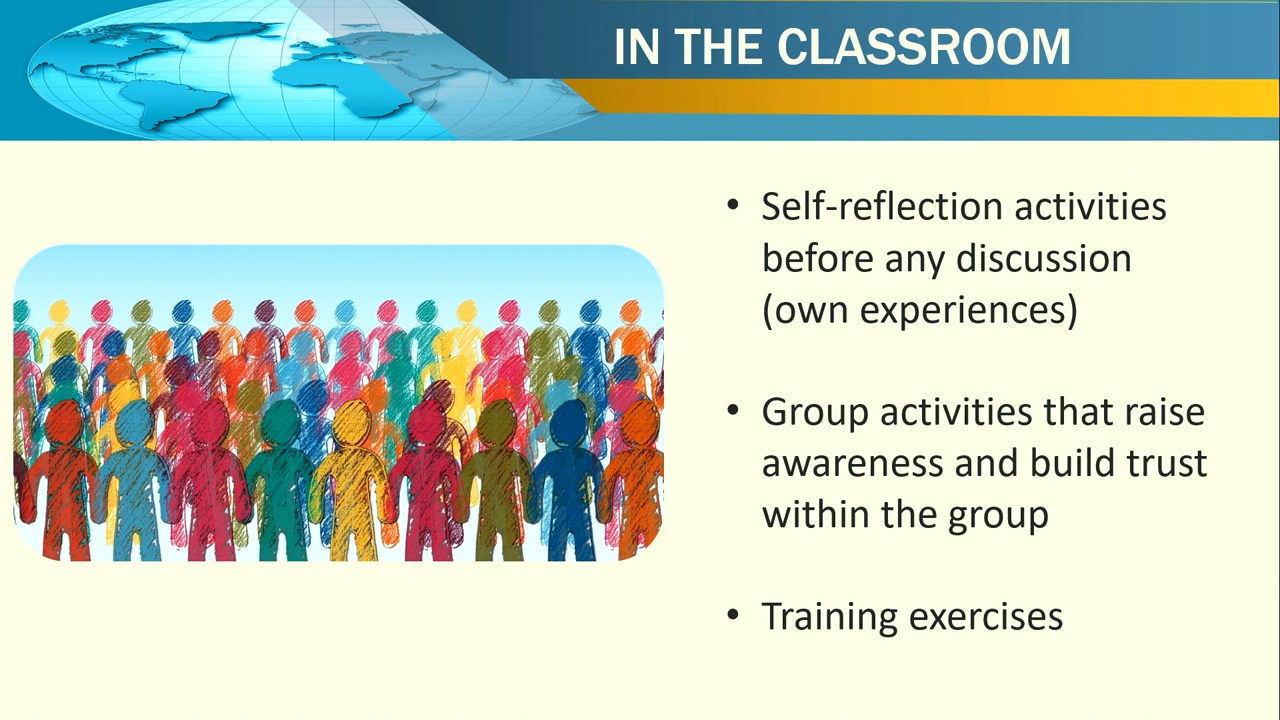 IN THE CLASSROOM
• Self-reflection activities
before any discussion
(own experiences)
• Group activities that raise
awareness and build trust
within the group
• Training exercises